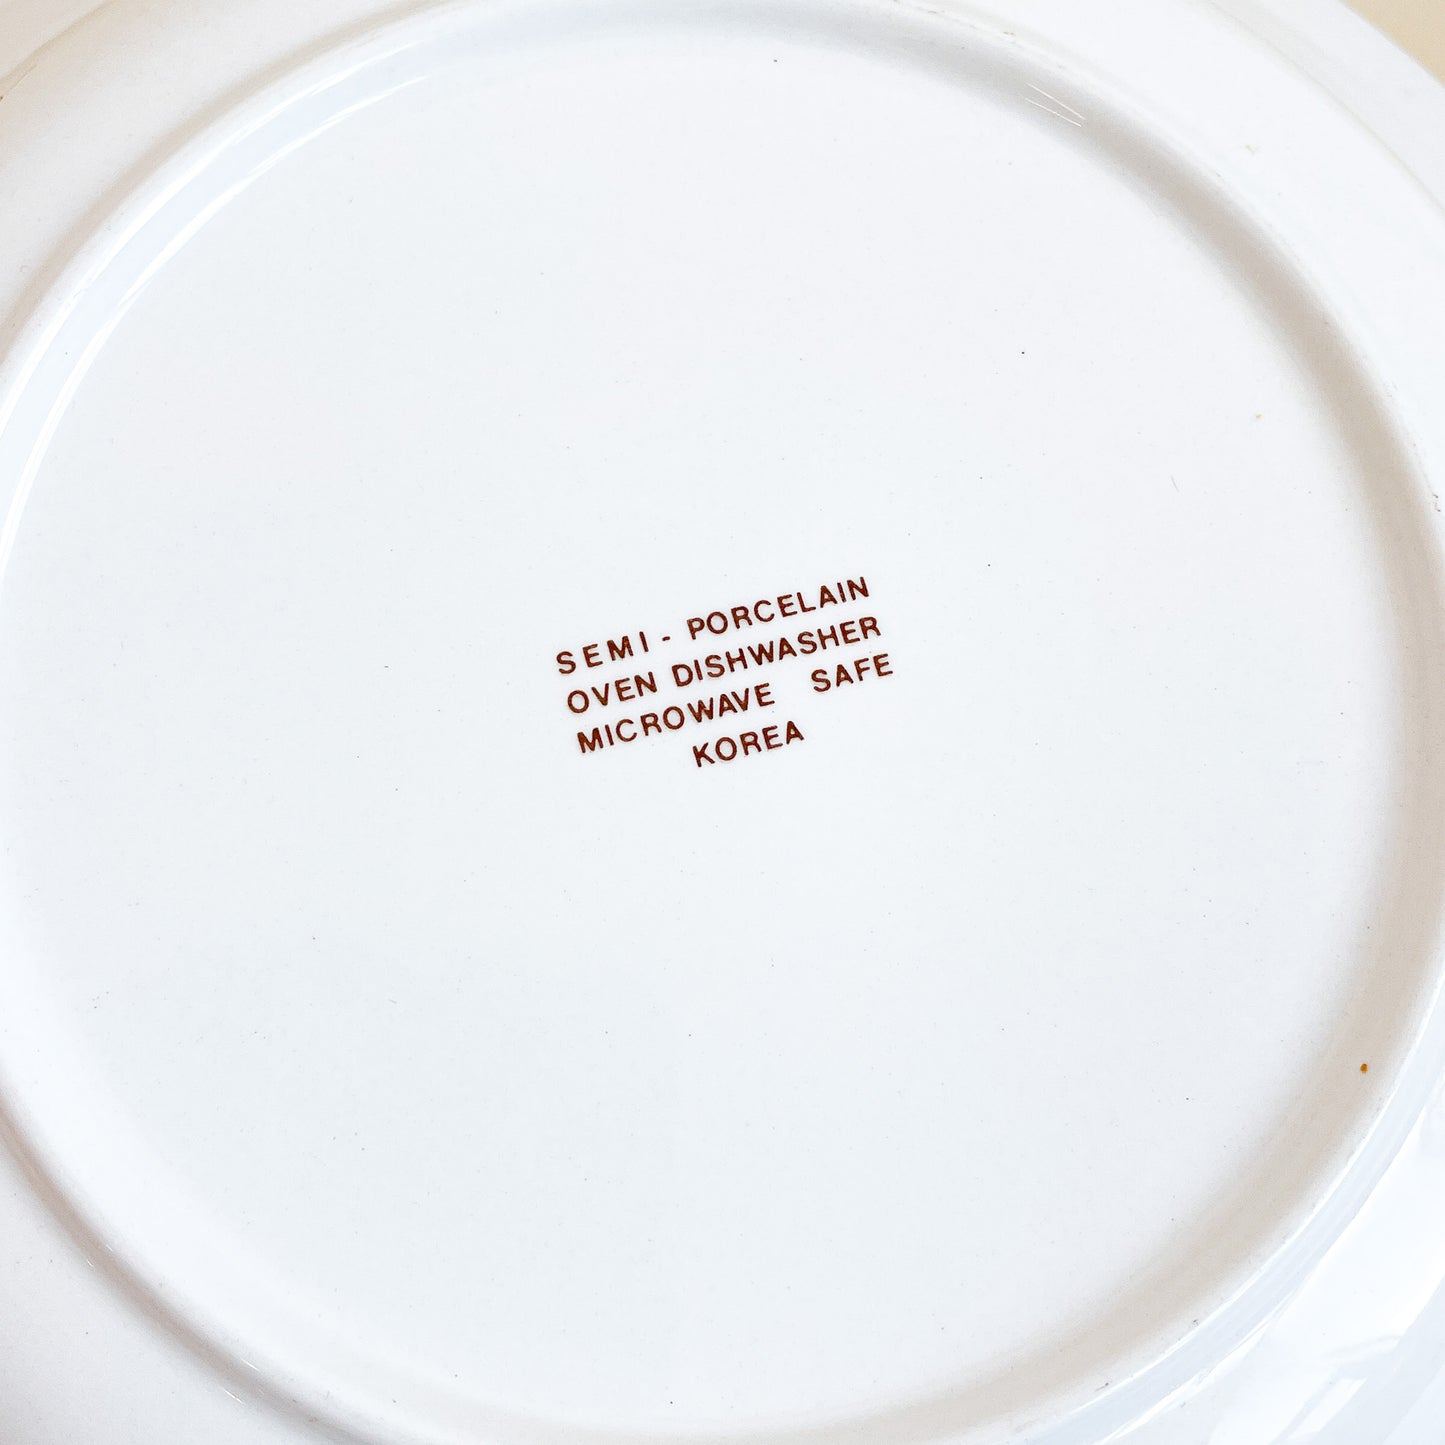 SEMI - PORCELAIN
OVEN DISHWASHER
MICROWAVE SAFE
KOREA